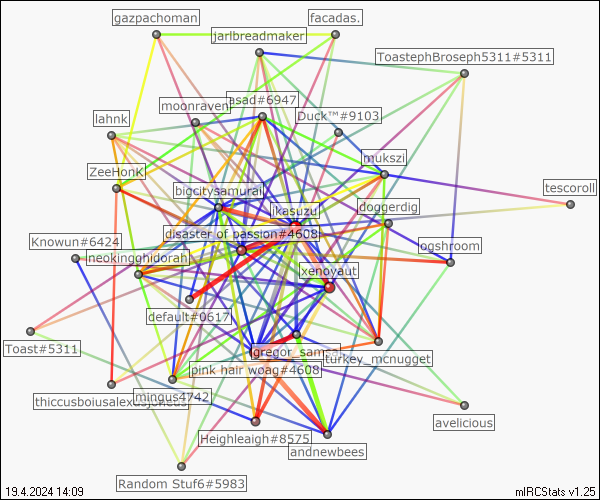 gazpachoman
facadas.
jarlbreadmaker
ToastephBroseph5311#5311
asad#6947
moonraven
Duck™#9103
lahnk
mukszi
ZeeHonK
bigcitysamurai
tescoroll
ikasuzu
doggerdig
disaster of passion#4608
Knowun#6424
ogshroom
neokingghidorah
xenoyaut
default#0617
Toast#5311
gregor_samsa
turkey_mcnugget
pink hair woag#4608
mingus4742
thiccusboiusalexusjoneus
avelicious
Heighleaigh#8575
andnewbees
Random Stuf6#5983
19.4.2024 14:09
mIRCStats v1.25